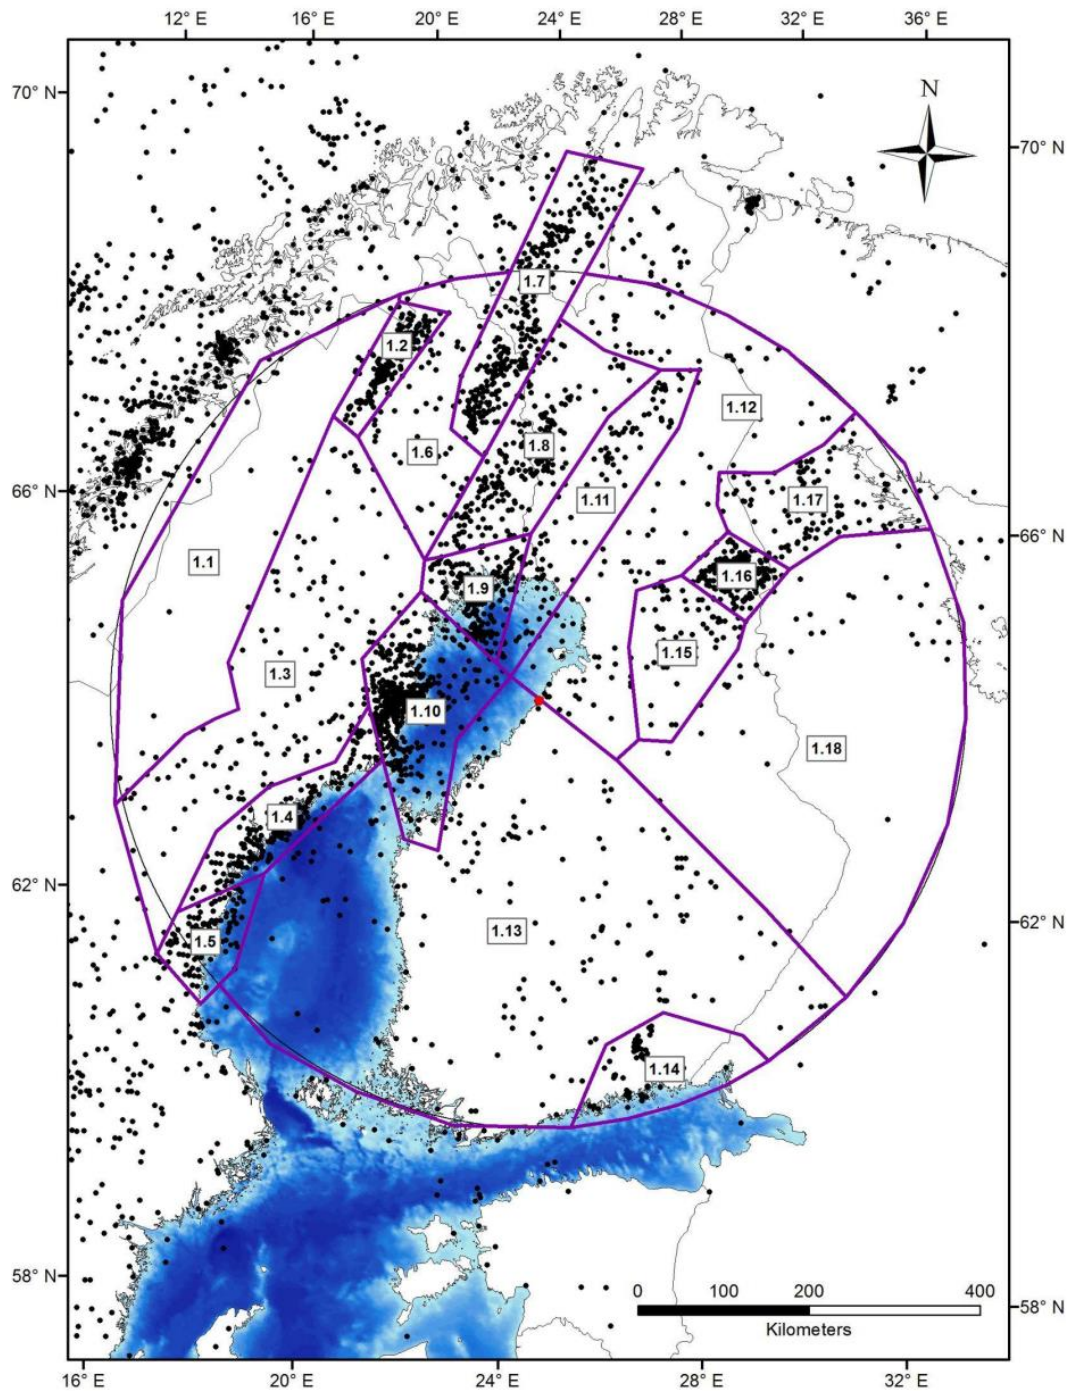 12° E 16° E 20° E 24° E 28° E 32° E 36° E
70° N
N
70° N
1.7
1.2
1.12
1.8
1.6
66° N
1.11
1.17
66° N
1.1
1.16
1.9
1.15
1.3
1.10
1.18
1.4
62° N
1.13
62° N
1.5
1.14
58° N
0 100 200 400
58° N
Kilometers
16° E 20° E 24° E 28° E 32° E